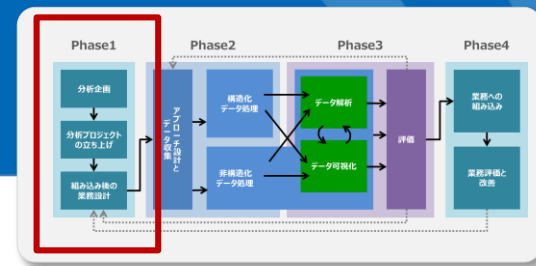 Phase1
Phase2
Phase3
Phase4
分析企画
分析プロジェクト
の立ち上げ
組み込み後の
業務設計
アプローチ設計と
データ収集
構造化
データ処理
非構造化
データ処理
データ解析
データ可視化
評価
業務への
組み込み
業務評価と
改善